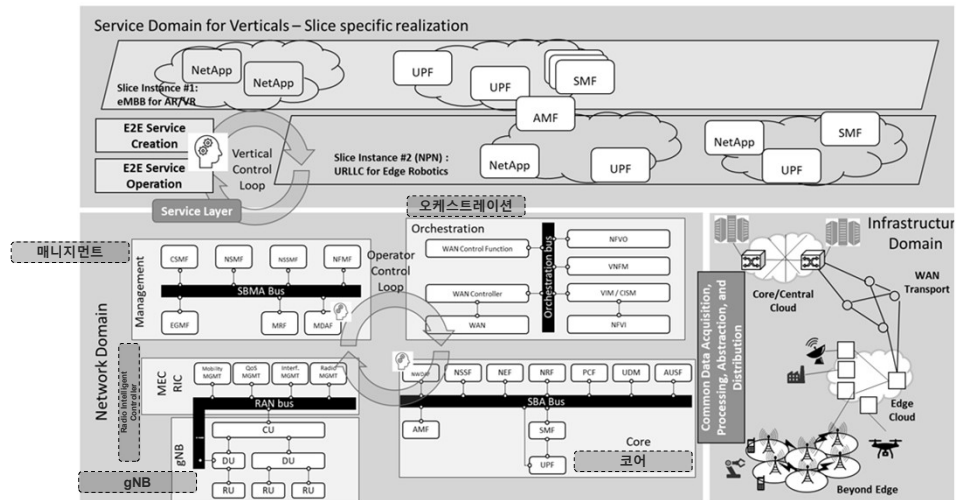 Service Domain for Verticals – Slice specific realization
NetApp
NetApp
UPF
UPF
SMF
Slice Instance #1:
eMBB for AR/VR
AMF
E2E Service
Creation
E2E Service
Operation
Vertical
Control
Loop
Slice Instance #2 (NPN) :
URLLC for Edge Robotics
NetApp
UPF
NetApp
UPF
SMF
Service Layer
오케스트레이션
매니지먼트
Network Domain
Management
CSMF
NSMF
NSSMF
NFMF
SBMA Bus
EGMF
MRF
MDAF
Operator
Control
Loop
Orchestration
WAN Control Function
WAN Controller
WAN
Orchestration bus
NFVO
VNFM
VIM / CISM
NFVI
Radio Intelligent
Controller
MEC
RIC
Mobility
MGMT
QoS
MGMT
Interf.
MGMT
Radio
MGMT
RAN bus
gNB
CU
DU
DU
RU
RU
RU
gNB
NWDAF
NSSF
NEF
NRF
PCF
UDM
AUSF
SBA Bus
AMF
SMF
UPF
Core
코어
Common Data Acquisition,
Processing, Abstraction, and
Distribution
Infrastructure
Domain
Core/Central
Cloud
WAN
Transport
Edge
Cloud
Beyond Edge